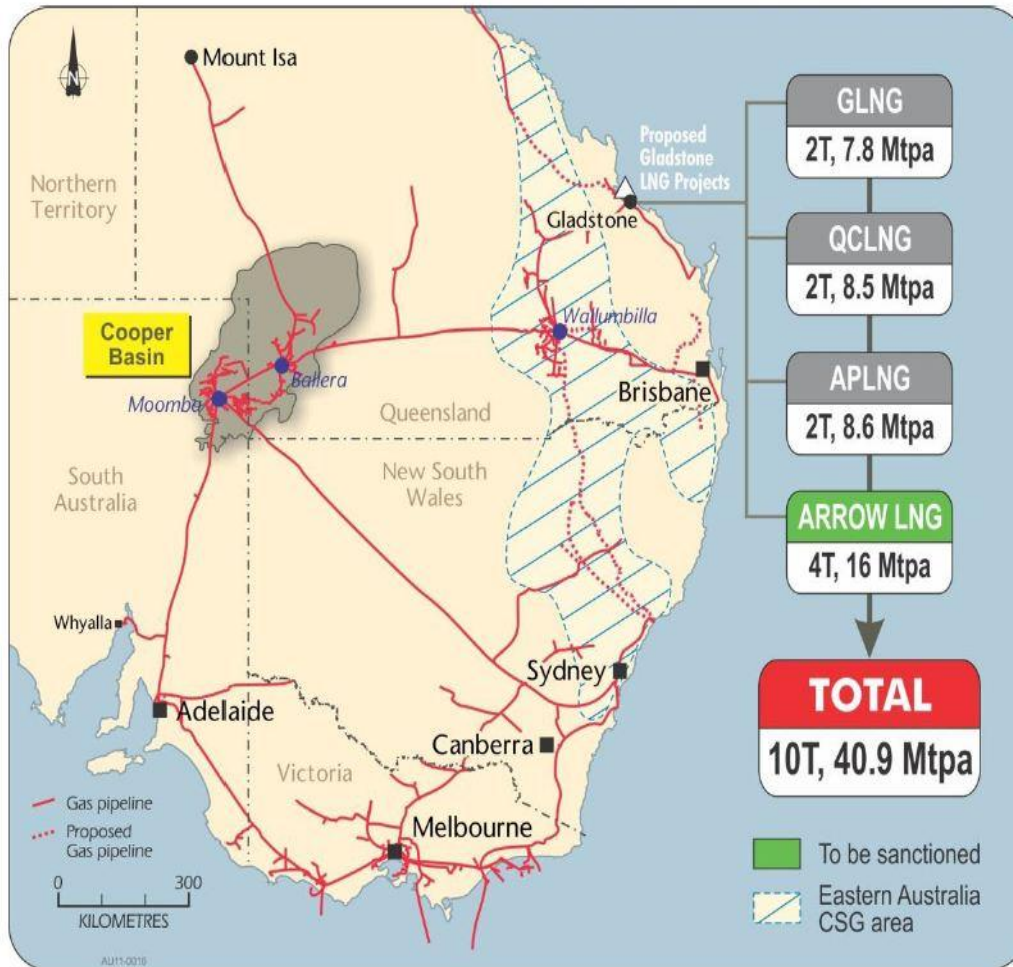 N
Mount Isa
Northern
Territory
Proposed
Gladstone
LNG Projects
Gladstone
GLNG
2T, 7.8 Mtpa
QCLNG
2T, 8.5 Mtpa
APLNG
2T, 8.6 Mtpa
ARROW LNG
4T, 16 Mtpa
TOTAL
10T, 40.9 Mtpa
Cooper
Basin
Wallumbilla
Ballera
Moomba
Brisbane
Queensland
South
Australia
New South
Wales
Whyalla
Sydney
Adelaide
Canberra
Victoria
Melbourne
Gas pipeline
Proposed
Gas pipeline
0 300
KILOMETRES
To be sanctioned
Eastern Australia
CSG area
AU11-0016